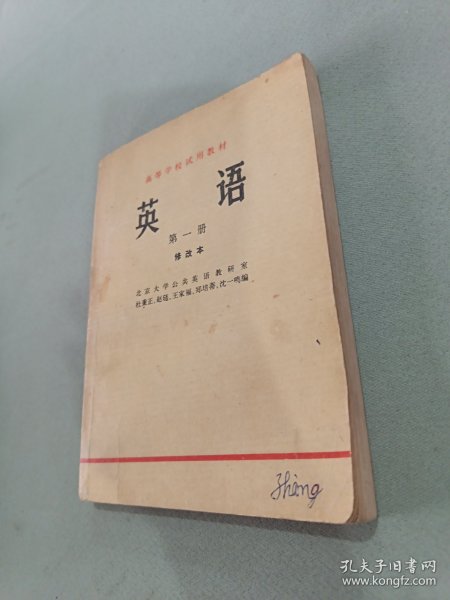 高等学校试用教材
英 语
第一册
修改本
北京大学公共英语教研室
杜秉正,赵琏,王家福,郑培蒂,沈一鸣编
zhèng
孔夫子旧书网
www.kongfz.com